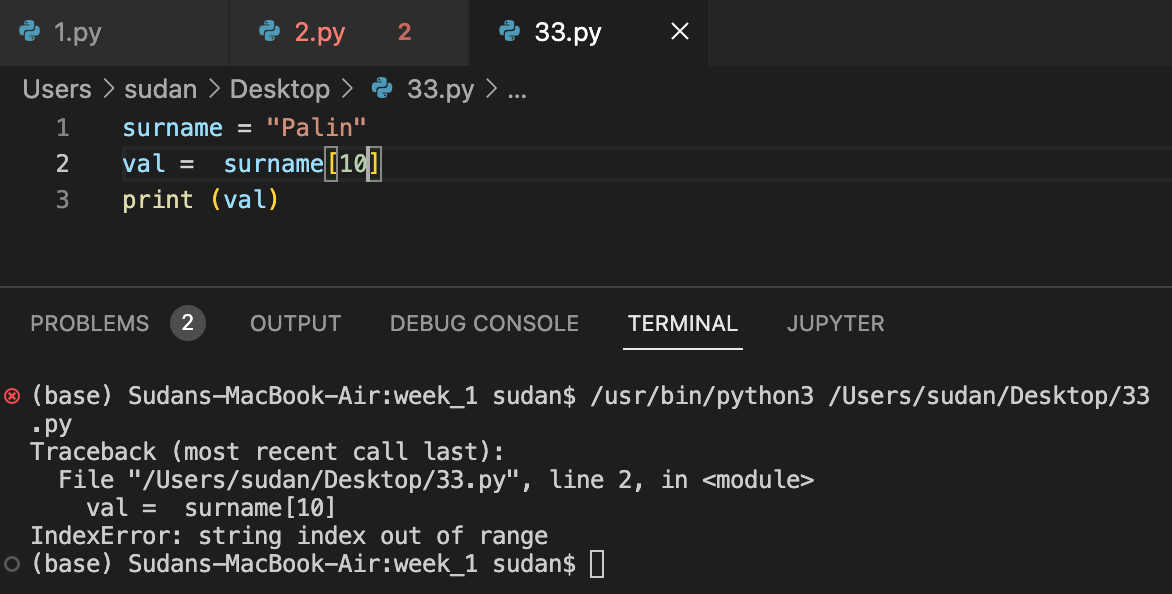 1.py 2.py 2 33.py
Users > sudan > Desktop > 33.py > ...
1 surname = "Palin"
2 val =  surname[10]
3 print (val)
PROBLEMS 2 OUTPUT DEBUG CONSOLE TERMINAL JUPYTER
(base) Sudans-MacBook-Air:week_1 sudan$ /usr/bin/python3 /Users/sudan/Desktop/33
.py
Traceback (most recent call last):
  File "/Users/sudan/Desktop/33.py", line 2, in <module>
    val =  surname[10]
IndexError: string index out of range
(base) Sudans-MacBook-Air:week_1 sudan$